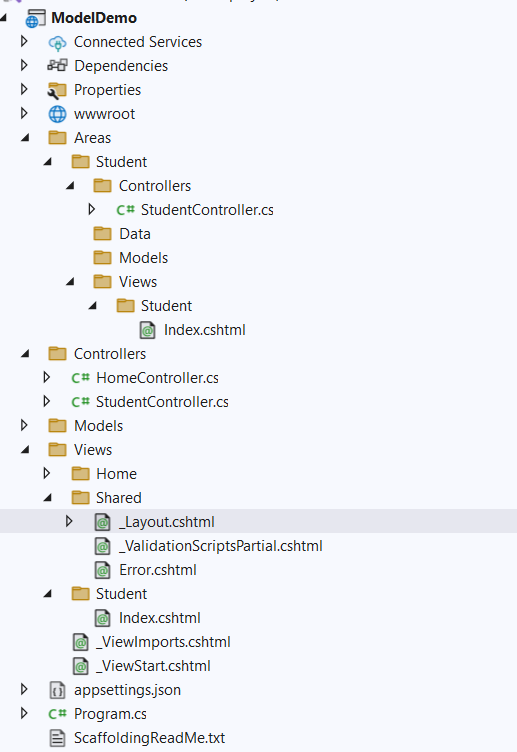 ModelDemo
Connected Services
Dependencies
Properties
wwwroot
Areas
Student
Controllers
C# StudentController.cs
Data
Models
Views
Student
Index.cshtml
Controllers
C# HomeController.cs
C# StudentController.cs
Models
Views
Home
Shared
_Layout.cshtml
_ValidationScriptsPartial.cshtml
Error.cshtml
Student
Index.cshtml
_ViewImports.cshtml
_ViewStart.cshtml
appsettings.json
C# Program.cs
ScaffoldingReadMe.txt